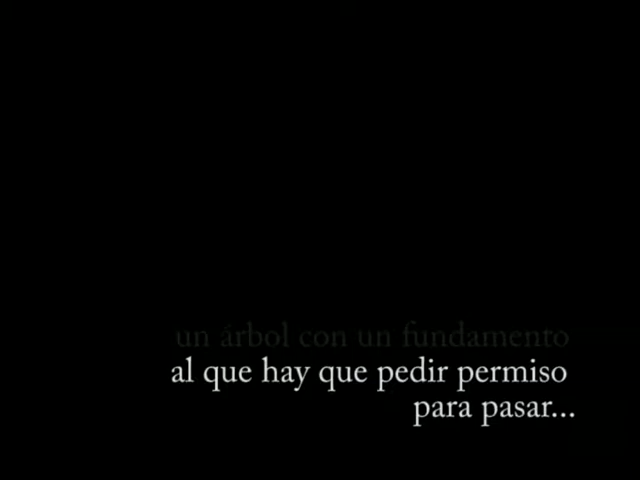 un árbol con un fundamento
al que hay que pedir permiso
para pasar...